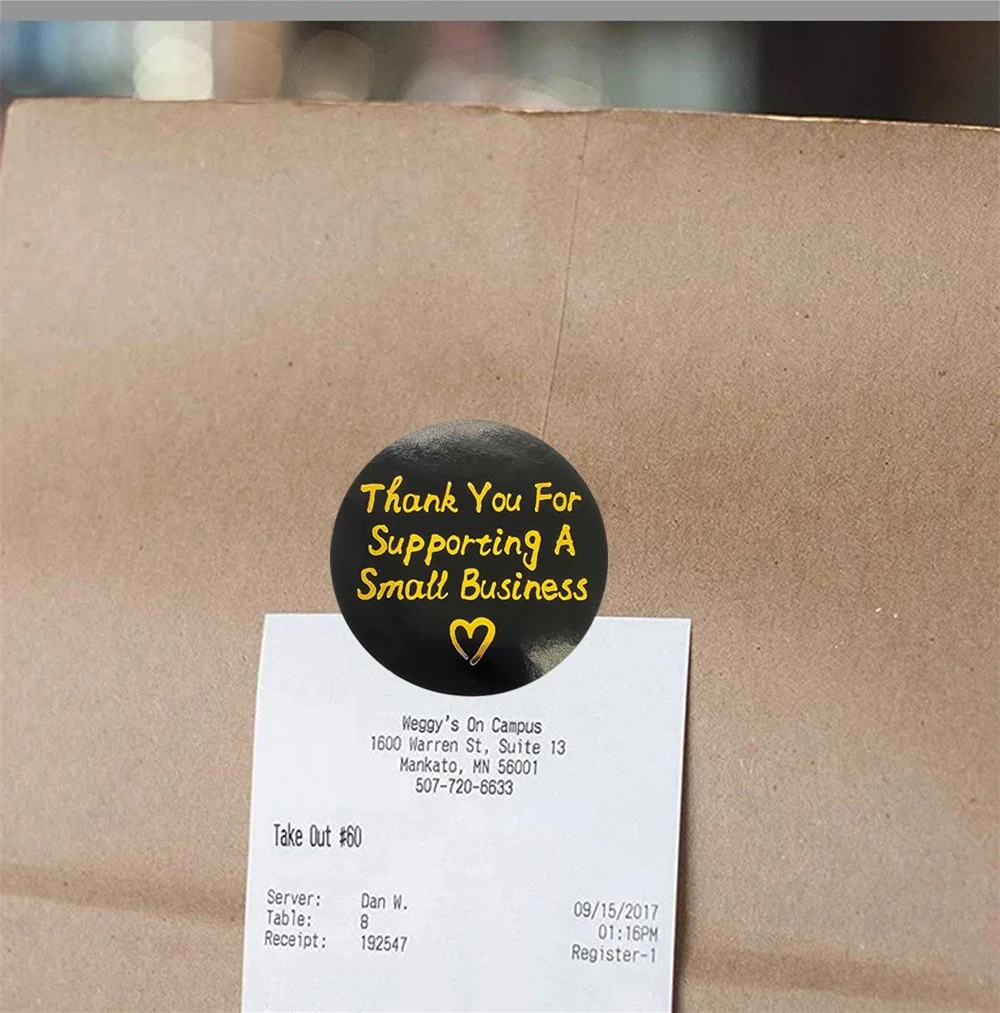 Thank You For
Supporting A
Small Business
Weggy's On Campus
1600 Warren St, Suite 13
Mankato, MN 56001
507-720-6633
Take Out #60
Server: Dan W.
Table: 8
Receipt: 192547
09/15/2017
01:16PM
Register-1